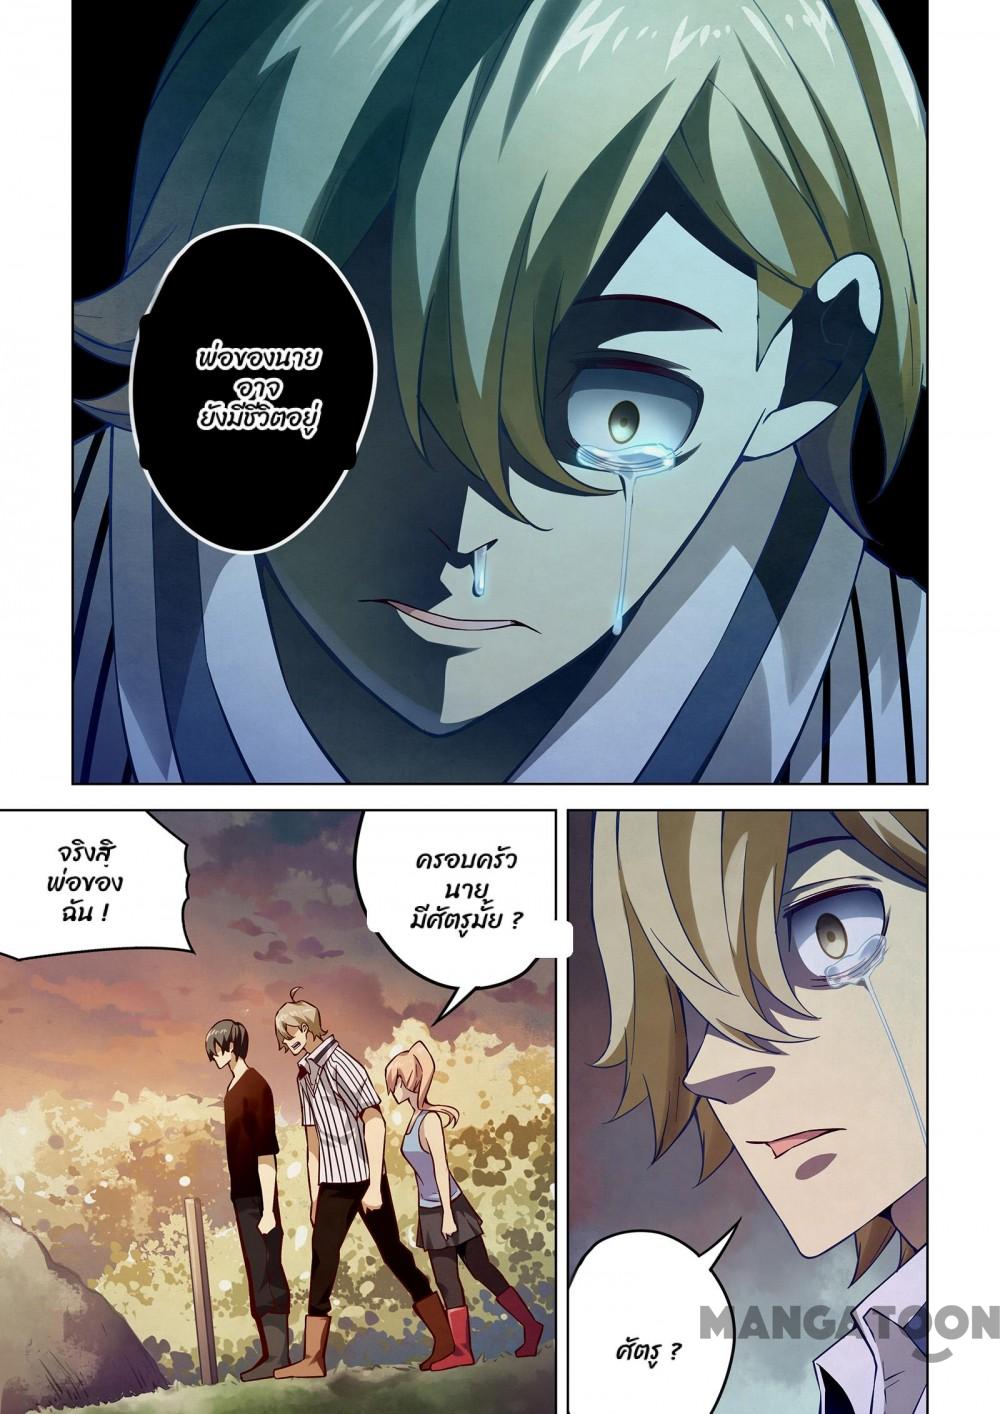 พ่อของนาย
อาจ
ยังมีชีวิตอยู่
จริงสิ
พ่อของ
ฉัน !
ครอบครัว
นาย
มีศัตรูมั้ย ?
ศัตรู ?
MANGATOON